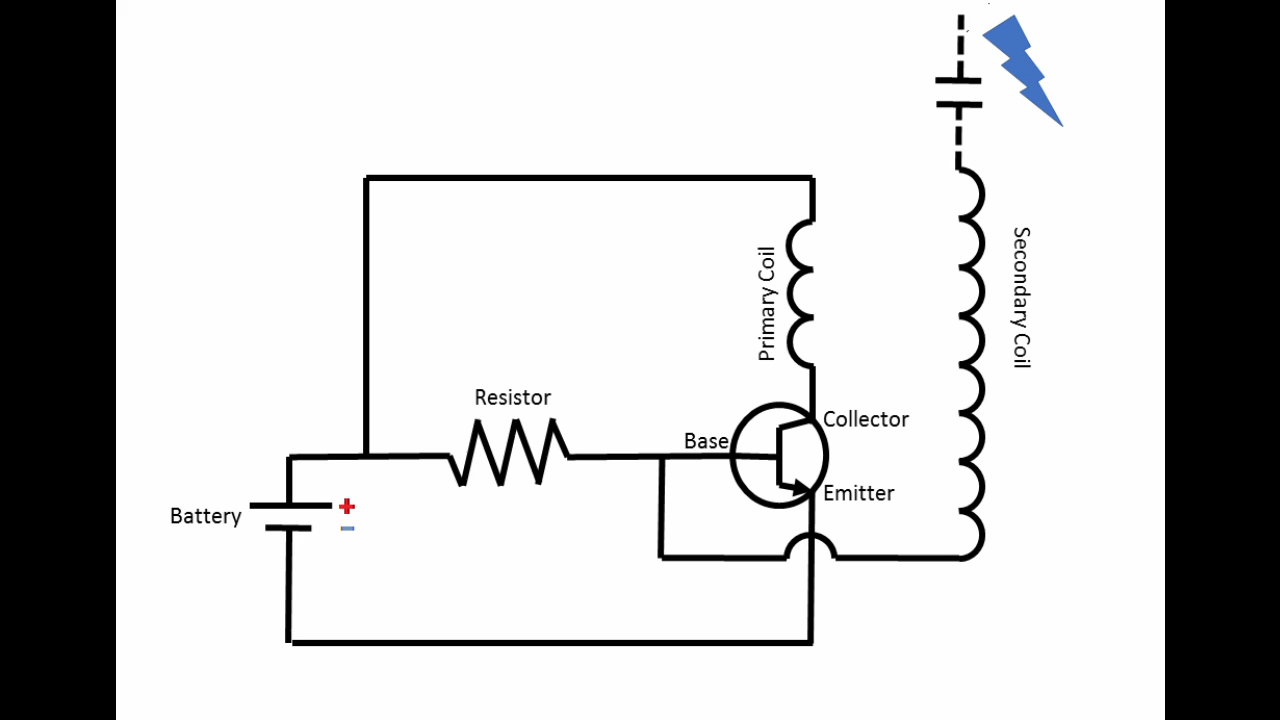 Secondary Coil
Primary Coil
Resistor
Collector
Base
Emitter
Battery
+
−